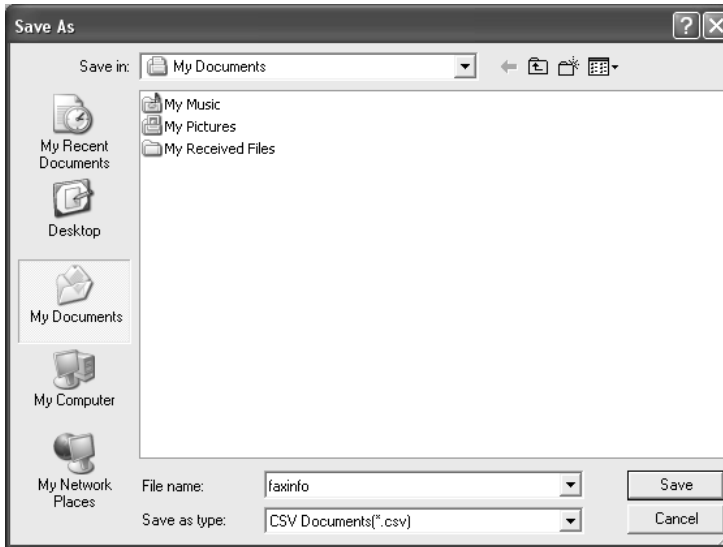 Save As
Save in:
My Documents
My Recent
Documents
Desktop
My Documents
My Computer
My Network
Places
My Music
My Pictures
My Received Files
File name:
faxinfo
Save
Save as type:
CSV Documents(*.csv)
Cancel